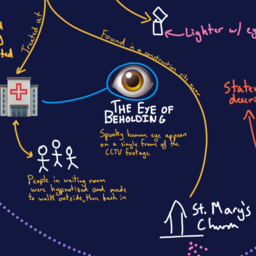 Treated at
Found in a construction site near
Lighter w/ ey
THE EYE OF
BEHOLDING
Spooky human eye appears
on a single frame of the
CCTV footage
State
descri
People in waiting room
were hypnotised and made
to walk outside, then back in
St. Mary's
Church